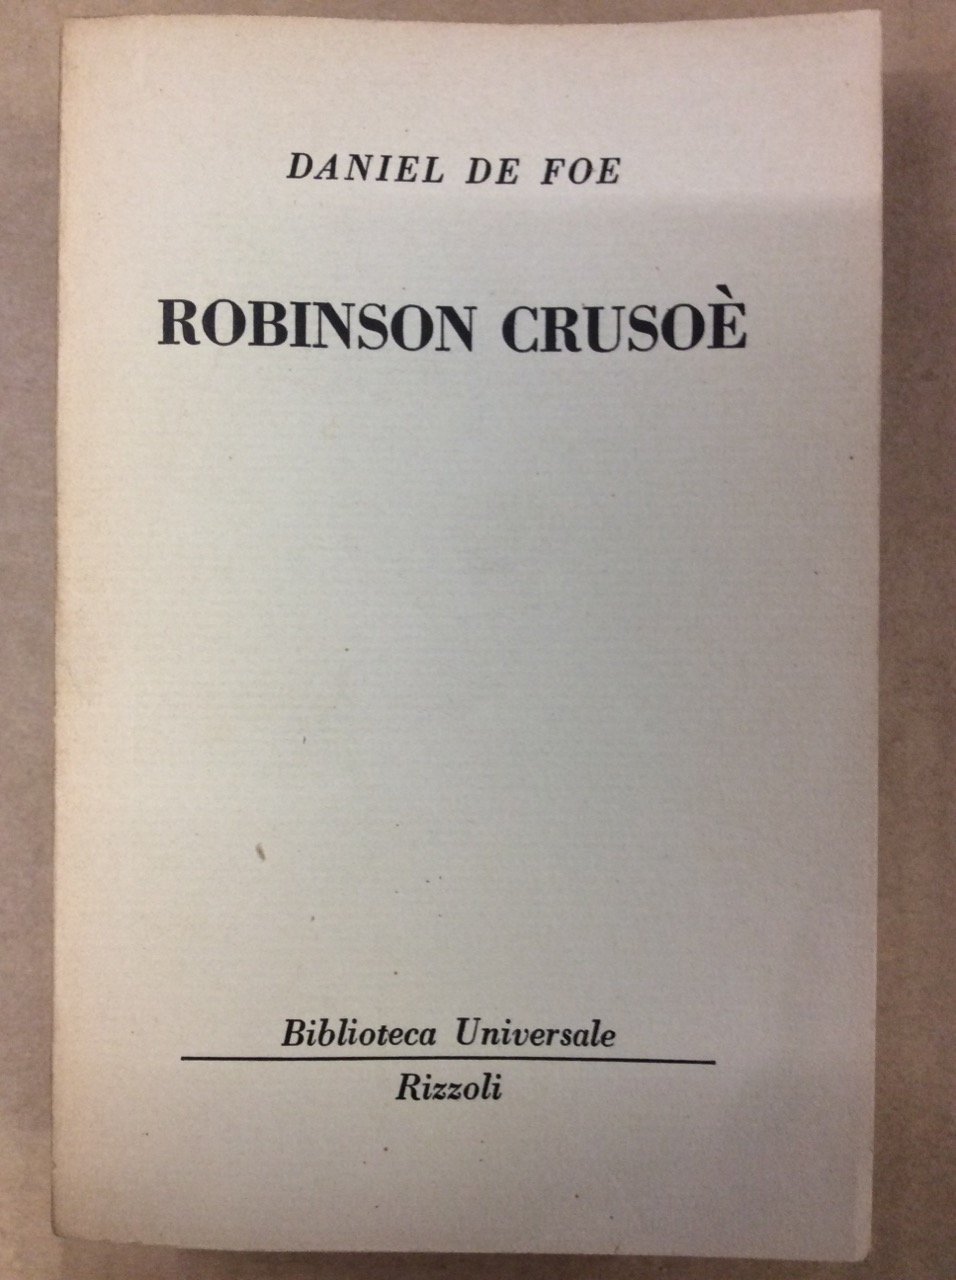 DANIEL DE FOE
ROBINSON CRUSOÈ
Biblioteca Universale
Rizzoli